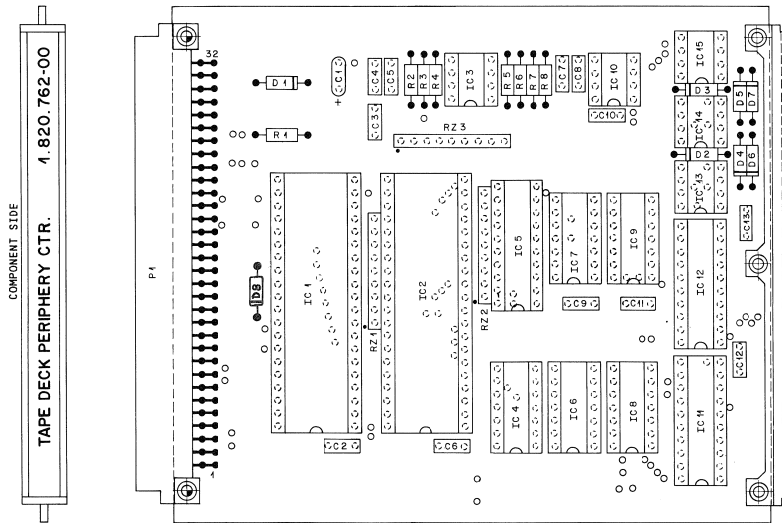 COMPONENT SIDE
TAPE DECK PERIPHERY CTR. 1.820.762-00
P1
32
1
D1
R1
D8
C1
+
C4
C5
C3
R2
R3
R4
IC3
R5
R6
R7
R8
C7
C8
IC10
C10
IC15
D3
IC14
D2
IC13
D5
D7
D4
D6
C13
RZ3
IC1
RZ1
IC2
RZ2
IC5
IC7
IC9
C9
C11
IC12
C12
IC4
IC6
IC8
IC11
C2
C6